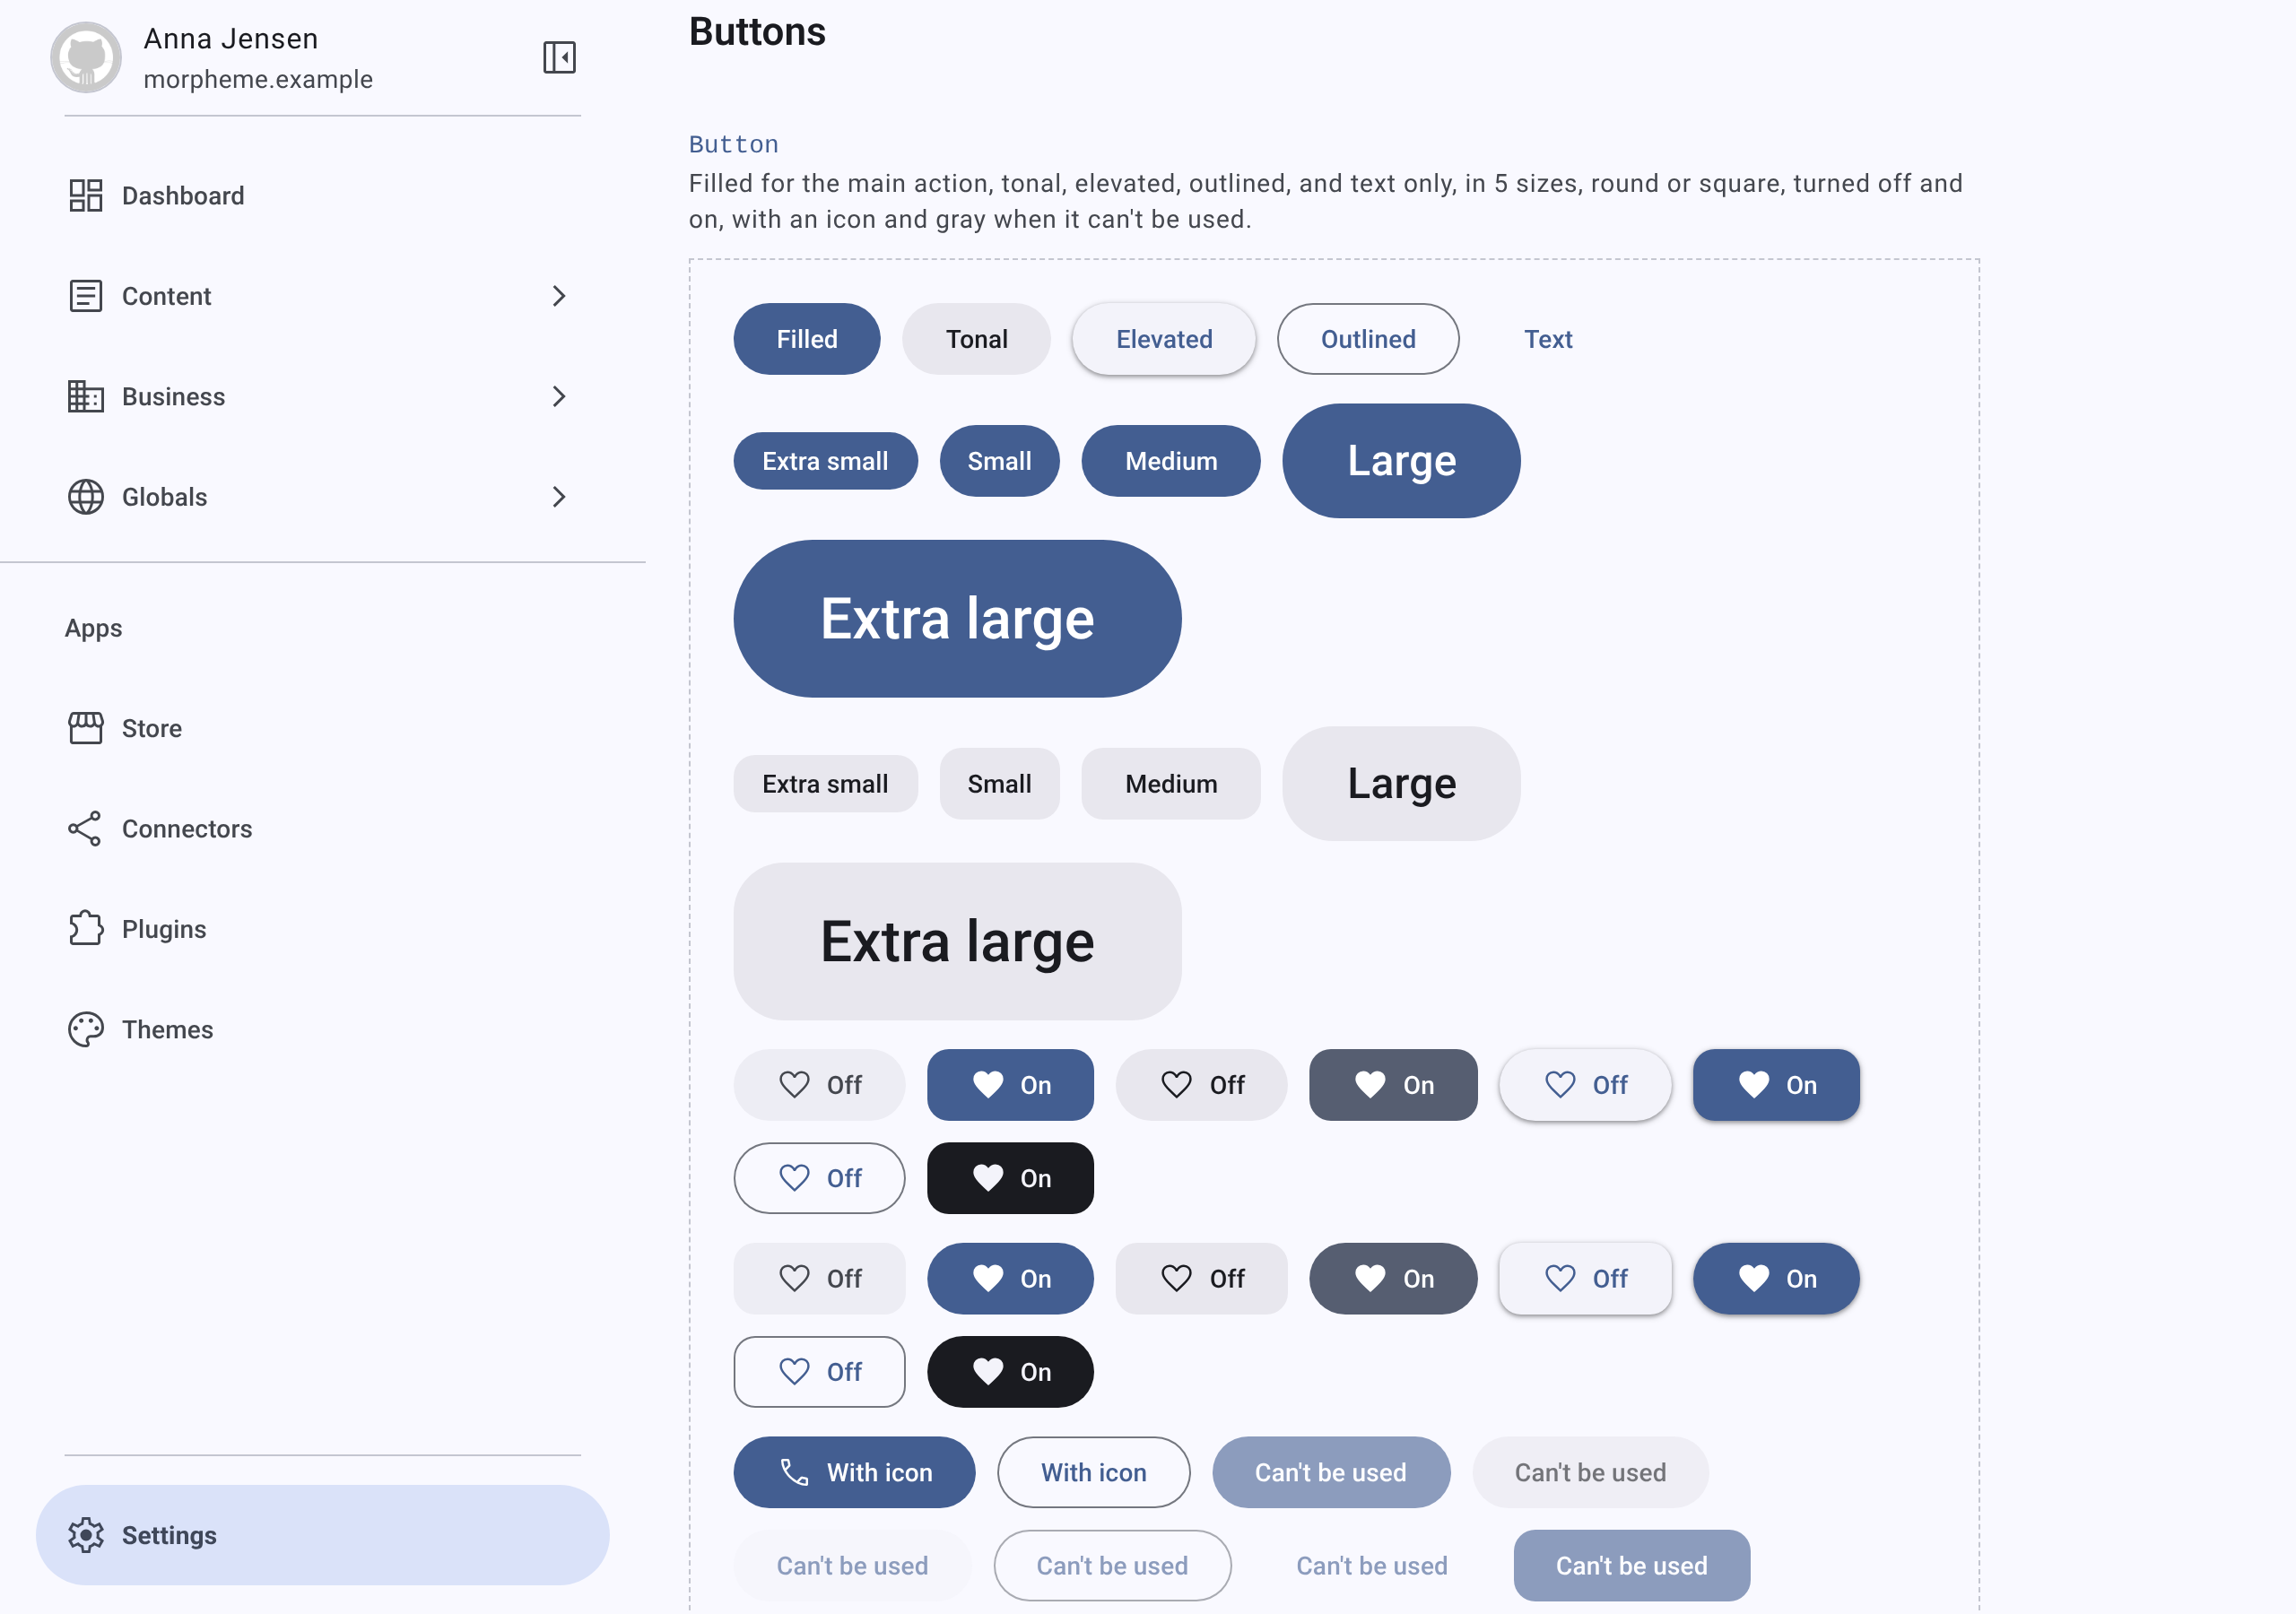 Anna Jensen
morpheme.example
Dashboard
Content
Business
Globals
Apps
Store
Connectors
Plugins
Themes
Settings
Buttons
Button
Filled for the main action, tonal, elevated, outlined, and text only, in 5 sizes, round or square, turned off and
on, with an icon and gray when it can't be used.
Filled Tonal Elevated Outlined Text
Extra small Small Medium Large
Extra large
Extra small Small Medium Large
Extra large
Off On Off On Off On
Off On
Off On Off On Off On
Off On
With icon With icon Can't be used Can't be used
Can't be used Can't be used Can't be used Can't be used